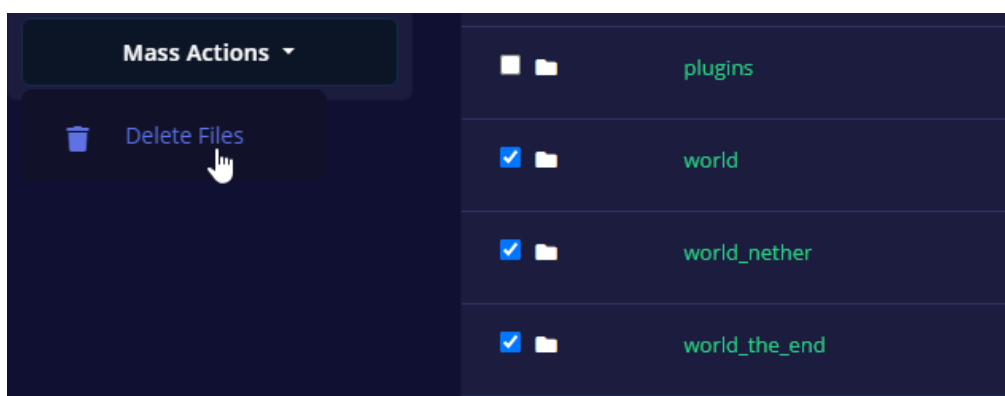 Mass Actions
Delete Files
plugins
world
world_nether
world_the_end